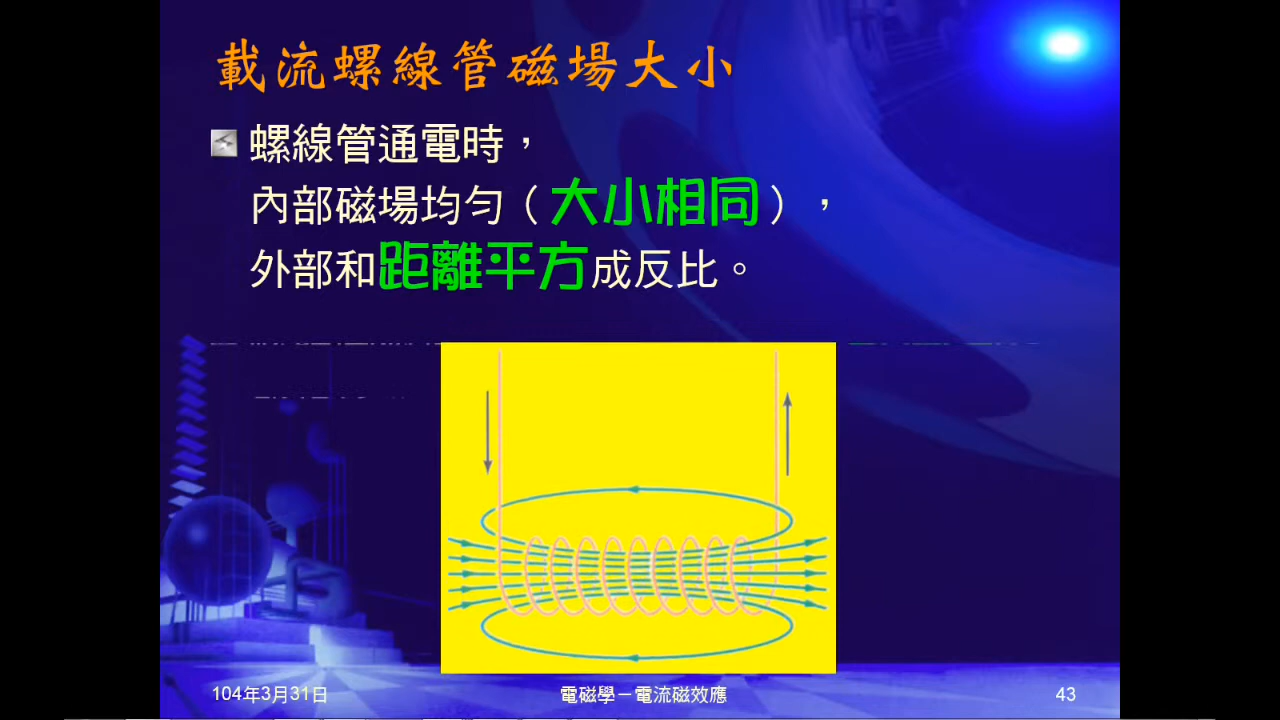 載流螺線管磁場大小
螺線管通電時，
內部磁場均勻（大小相同），
外部和距離平方成反比。
104年3月31日
電磁學－電流磁效應
43